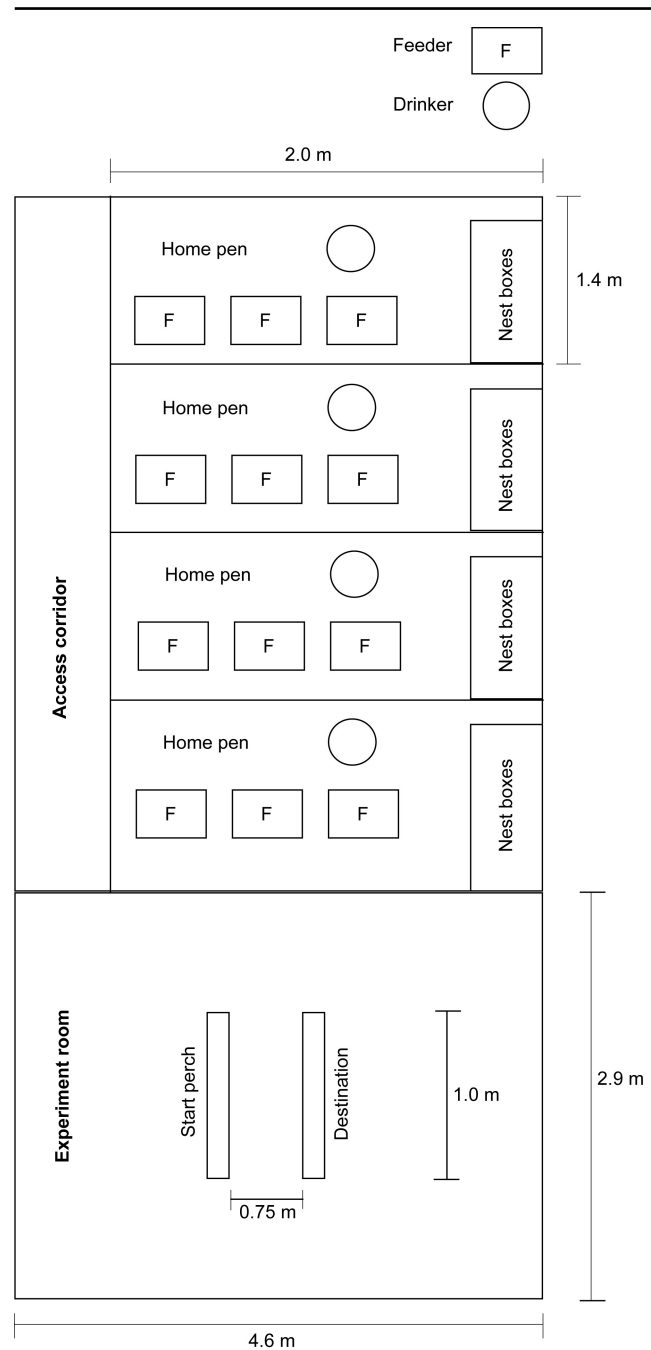 Feeder
F
Drinker
2.0 m
Home pen
F
F
F
Nest boxes
1.4 m
Home pen
F
F
F
Nest boxes
Home pen
F
F
F
Nest boxes
Access corridor
Home pen
F
F
F
Nest boxes
Experiment room
Start perch
Destination
1.0 m
0.75 m
2.9 m
4.6 m